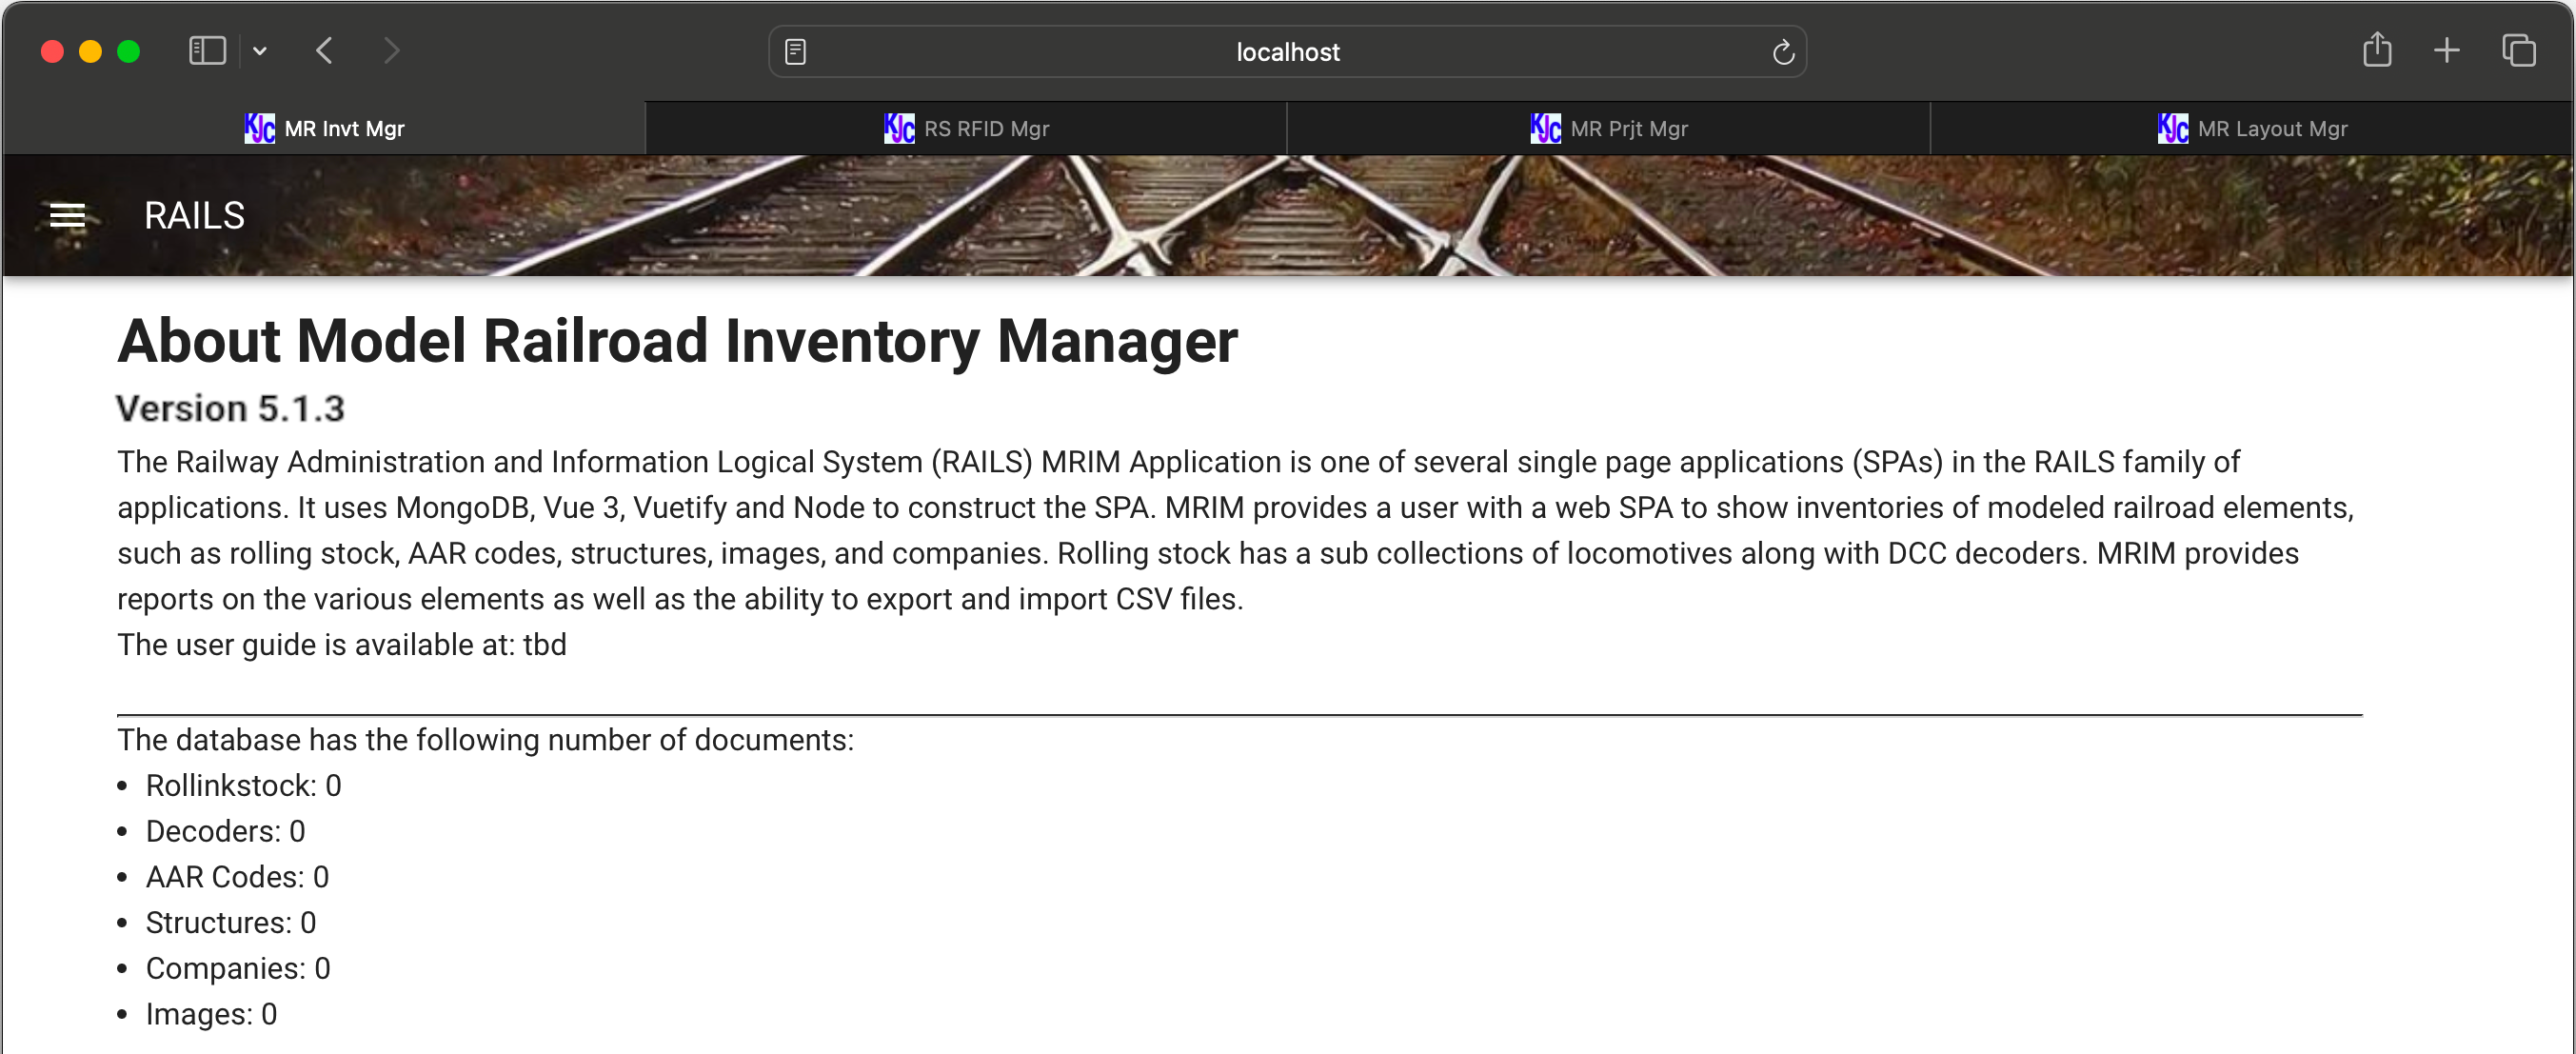 localhost
KJC MR Invt Mgr
KJC RS RFID Mgr
KJC MR Prjt Mgr
KJC MR Layout Mgr
RAILS
About Model Railroad Inventory Manager
Version 5.1.3
The Railway Administration and Information Logical System (RAILS) MRIM Application is one of several single page applications (SPAs) in the RAILS family of
applications. It uses MongoDB, Vue 3, Vuetify and Node to construct the SPA. MRIM provides a user with a web SPA to show inventories of modeled railroad elements,
such as rolling stock, AAR codes, structures, images, and companies. Rolling stock has a sub collections of locomotives along with DCC decoders. MRIM provides
reports on the various elements as well as the ability to export and import CSV files.
The user guide is available at: tbd
The database has the following number of documents:
• Rollinkstock: 0
• Decoders: 0
• AAR Codes: 0
• Structures: 0
• Companies: 0
• Images: 0